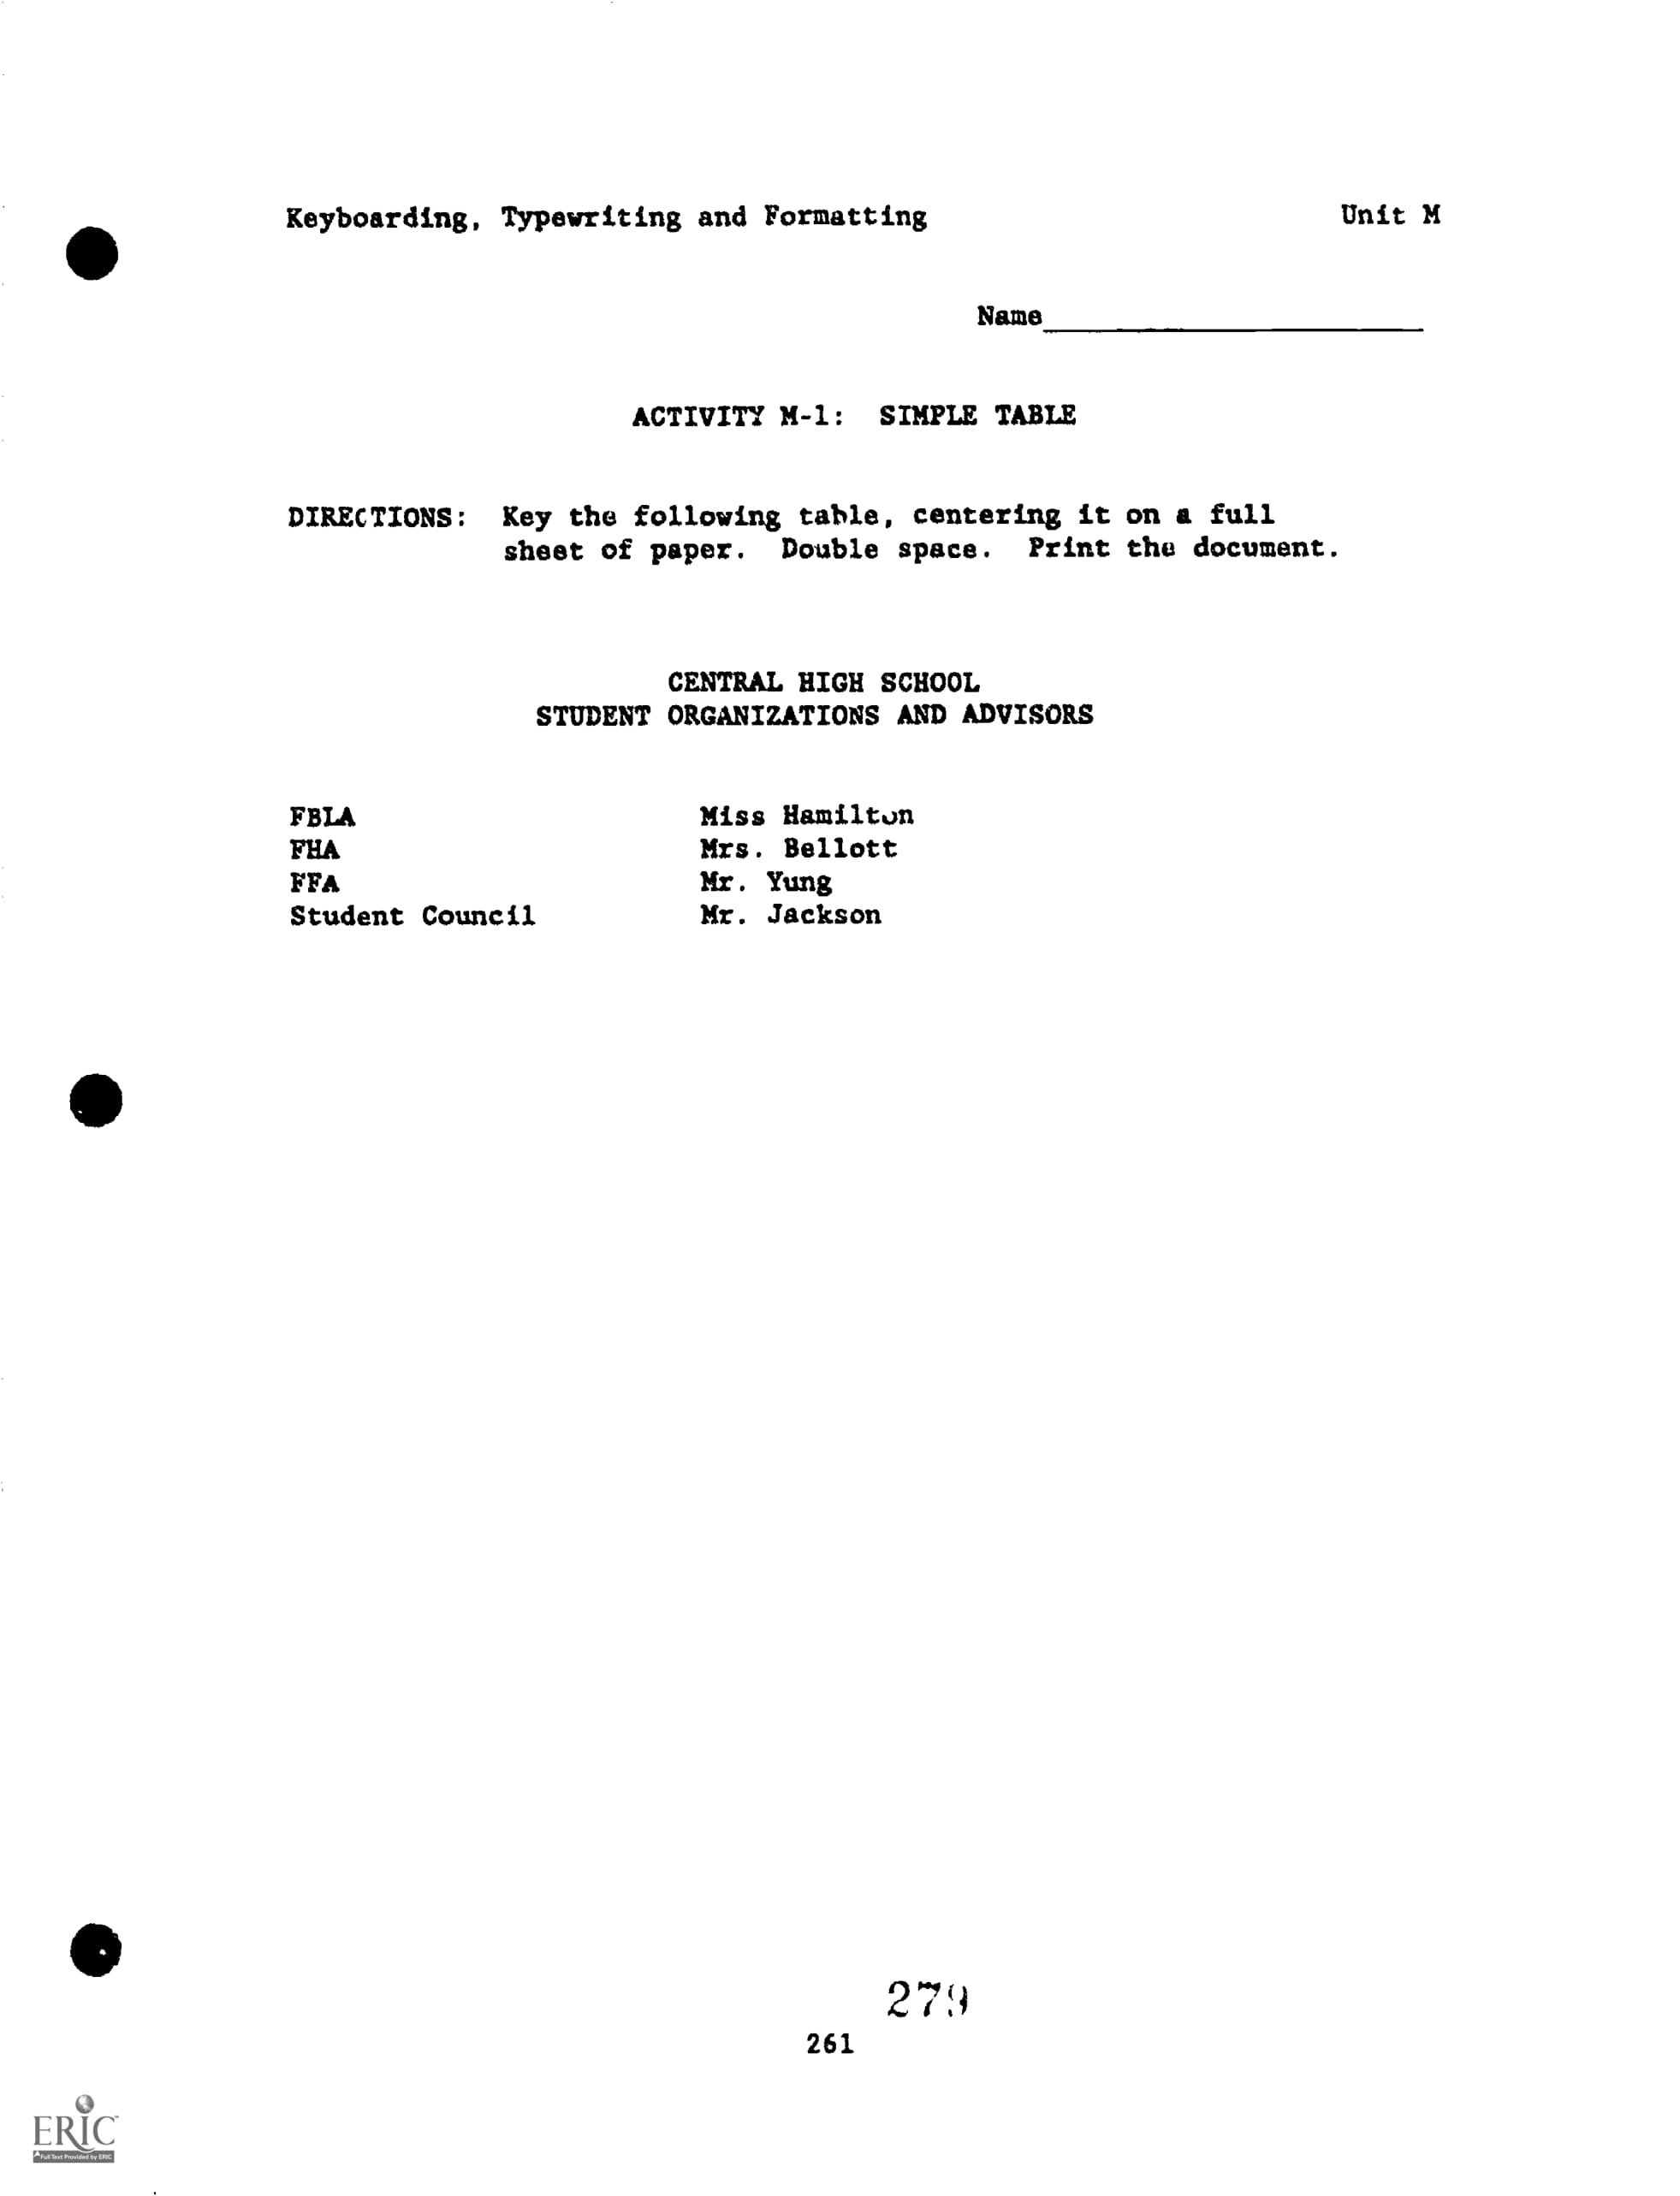 Keyboarding, Typewriting and Formatting Unit M
Name
ACTIVITY M-1: SIMPLE TABLE
DIRECTIONS: Key the following table, centering it on a full
sheet of paper. Double space. Print the document.
CENTRAL HIGH SCHOOL
STUDENT ORGANIZATIONS AND ADVISORS
FBLA Miss Hamilton
FHA Mrs. Bellott
FFA Mr. Yung
Student Council Mr. Jackson
279
261
ERIC
Full Text Provided by ERIC